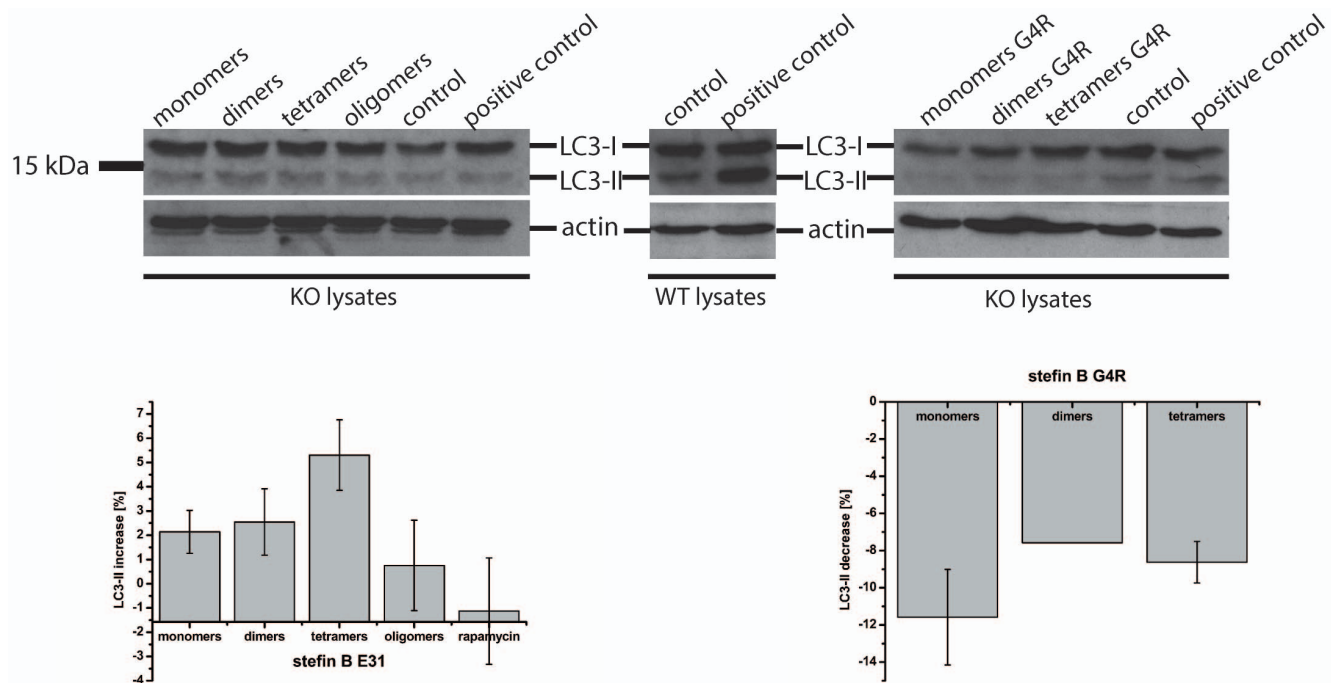 monomers dimers tetramers oligomers control positive control
control positive control
monomers G4R dimers G4R tetramers G4R control positive control
15 kDa
LC3-I LC3-I
LC3-II LC3-II
actin actin
KO lysates WT lysates KO lysates
LC3-II increase [%]
7
6
5
4
3
2
1
0
-1
-2
-3
-4
monomers dimers tetramers oligomers rapamycin
stefin B E31
stefin B G4R
LC3-II decrease [%]
0
-2
-4
-6
-8
-10
-12
-14
monomers dimers tetramers